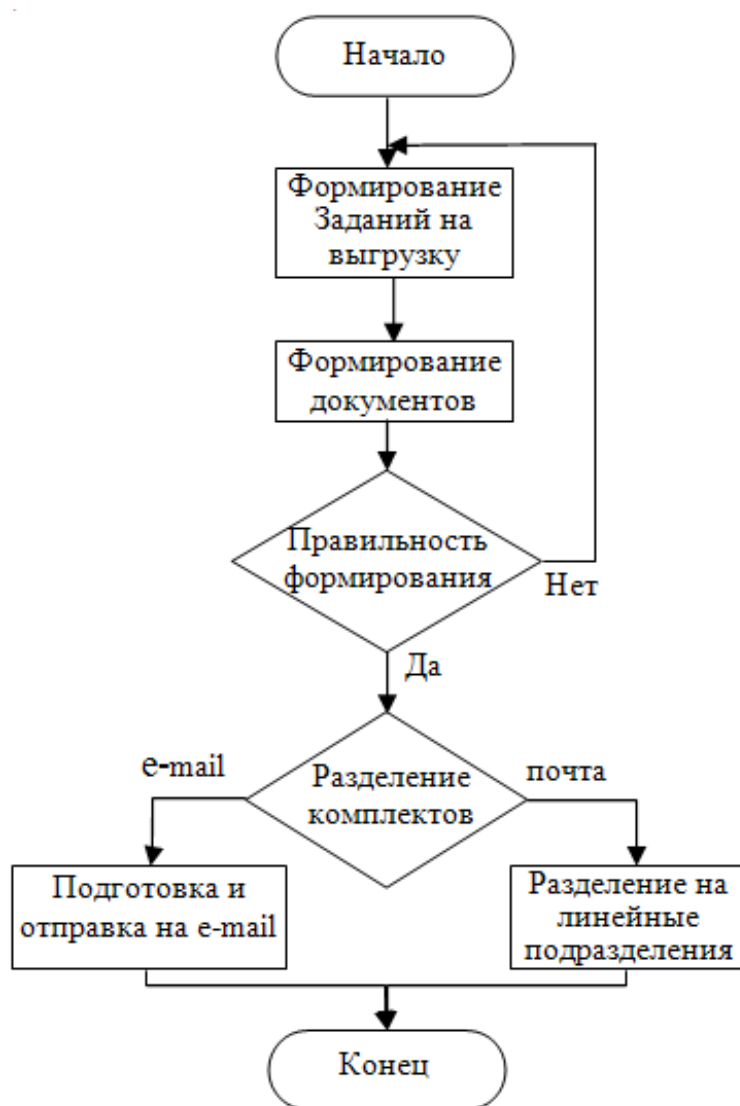 Начало
Формирование
Заданий на
выгрузку
Формирование
документов
Правильность
формирования
Нет
Да
e-mail
Разделение
комплектов
почта
Подготовка и
отправка на e-mail
Разделение на
линейные
подразделения
Конец